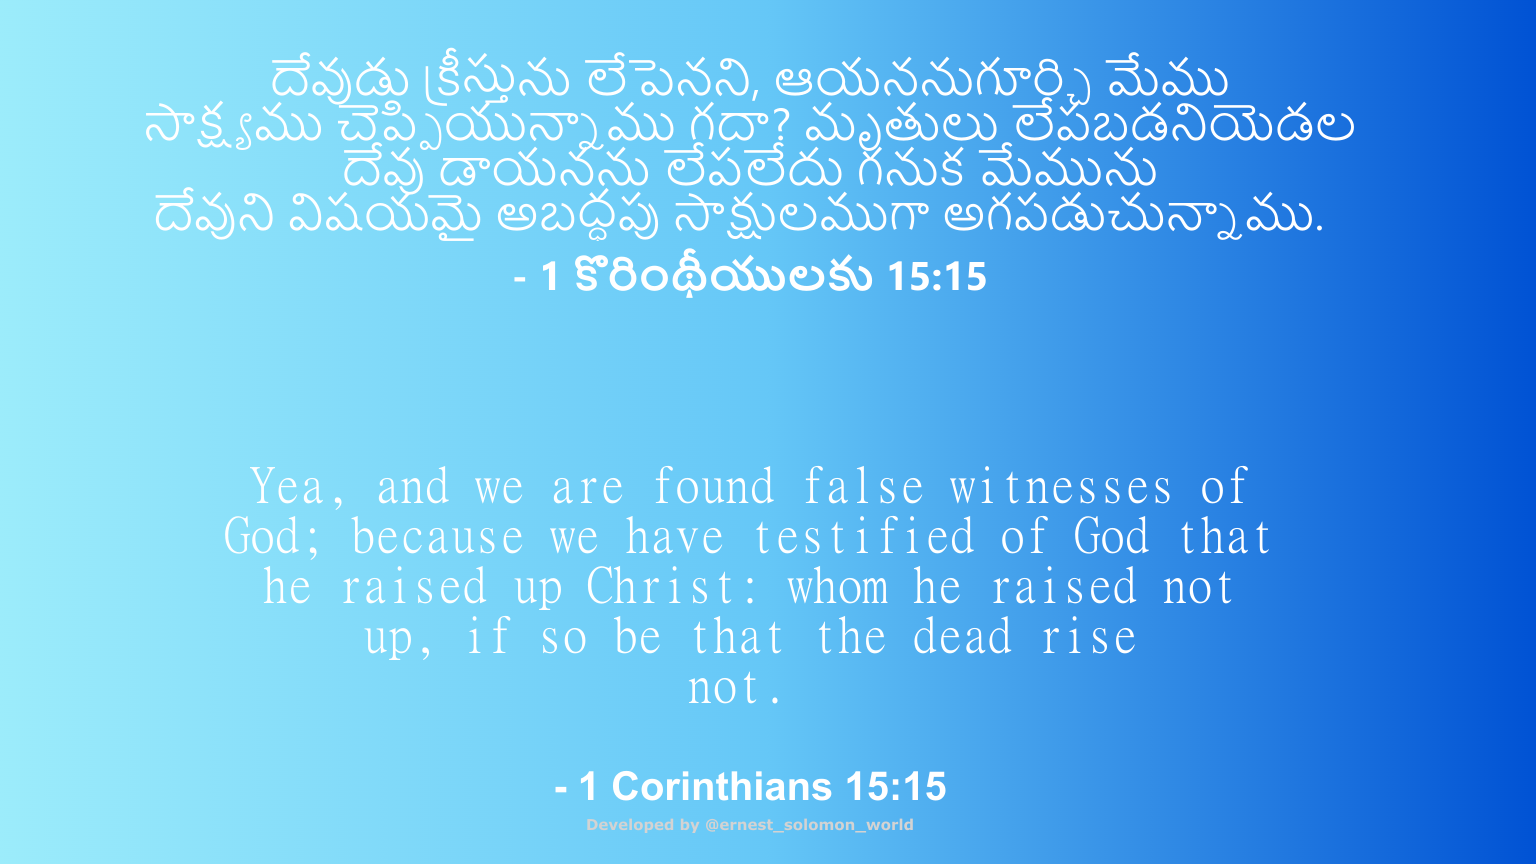 దేవుడు క్రీస్తును లేపెనని, ఆయననుగూర్చి మేము
సాక్ష్యము చెప్పియున్నాము గదా? మృతులు లేపబడనియెడల
దేవు డాయనను లేపలేదు గనుక మేమును
దేవుని విషయమై అబద్ధపు సాక్షులముగా అగపడుచున్నాము.
- 1 కొరింథీయులకు 15:15
Yea, and we are found false witnesses of
God; because we have testified of God that
he raised up Christ: whom he raised not
up, if so be that the dead rise
not.
- 1 Corinthians 15:15
Developed by @ernest_solomon_world